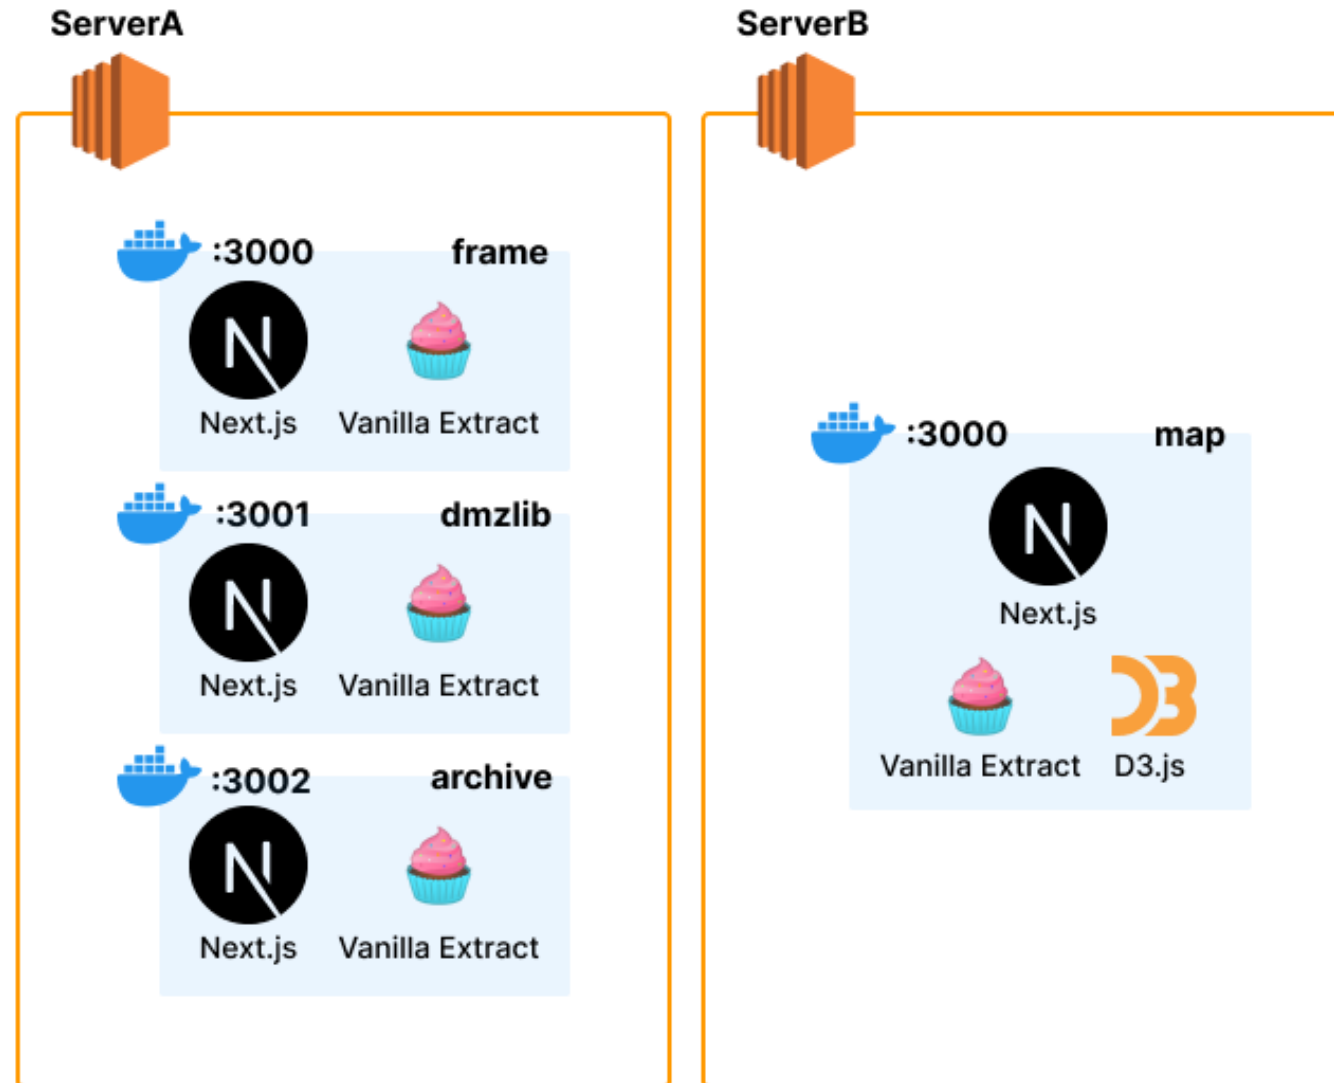 ServerA
:3000 frame
Next.js Vanilla Extract
:3001 dmzlib
Next.js Vanilla Extract
:3002 archive
Next.js Vanilla Extract
ServerB
:3000 map
Next.js
Vanilla Extract D3.js